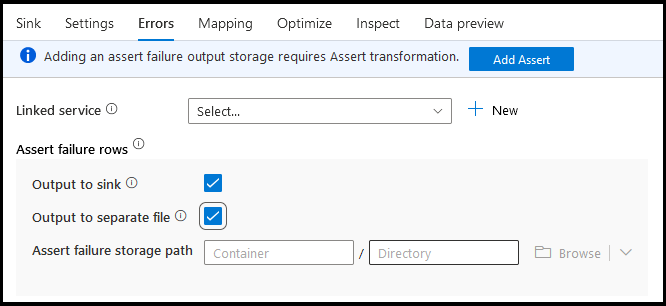 Sink Settings Errors Mapping Optimize Inspect Data preview
Adding an assert failure output storage requires Assert transformation. Add Assert
Linked service Select... New
Assert failure rows
Output to sink
Output to separate file
Assert failure storage path Container / Directory Browse